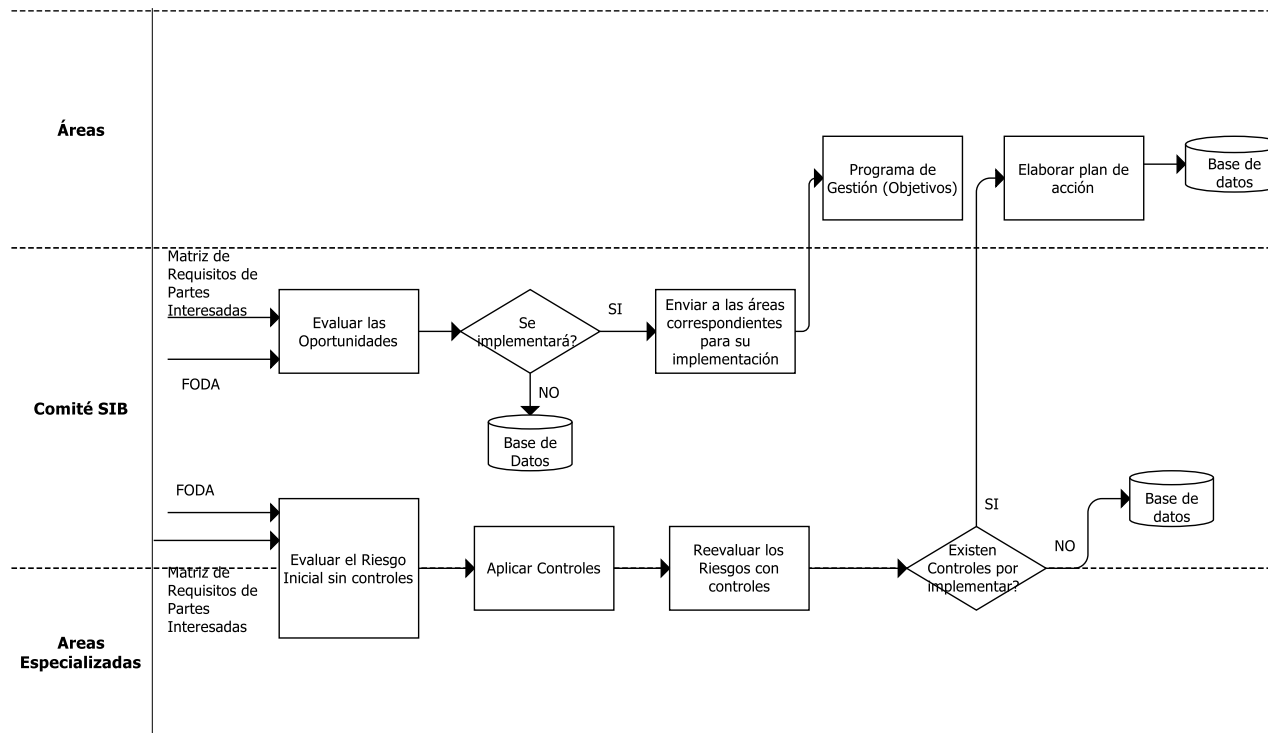 Áreas
Programa de
Gestión (Objetivos)
Elaborar plan de
acción
Base de
datos
Comité SIB
Matriz de
Requisitos de
Partes
Interesadas
FODA
Evaluar las
Oportunidades
Se
implementará?
SI
NO
Base de
Datos
Enviar a las áreas
correspondientes
para su
implementación
FODA
Evaluar el Riesgo
Inicial sin controles
Aplicar Controles
Reevaluar los
Riesgos con
controles
Existen
Controles por
implementar?
SI
NO
Base de
datos
Matriz de
Requisitos de
Partes
Interesadas
Areas
Especializadas